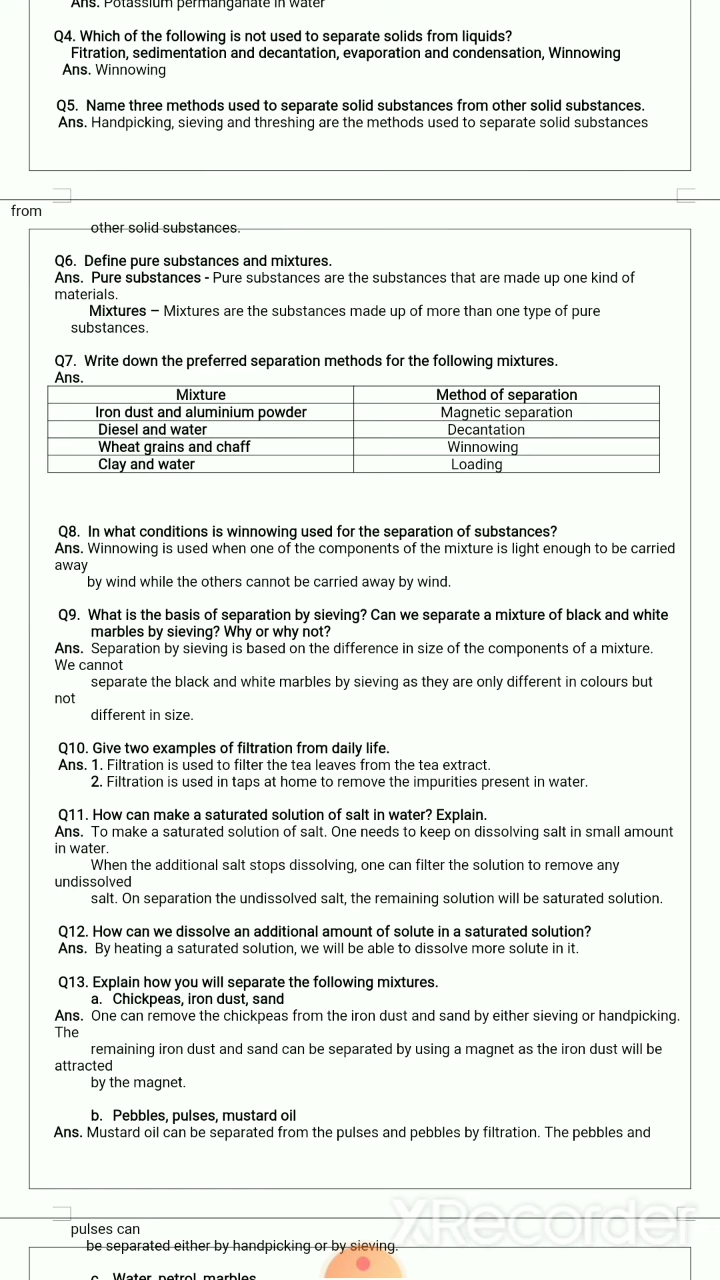 Ans. Potassium permanganate in water
Q4. Which of the following is not used to separate solids from liquids?
Fitration, sedimentation and decantation, evaporation and condensation, Winnowing
Ans. Winnowing
Q5. Name three methods used to separate solid substances from other solid substances.
Ans. Handpicking, sieving and threshing are the methods used to separate solid substances
from
other solid substances.
Q6. Define pure substances and mixtures.
Ans. Pure substances - Pure substances are the substances that are made up one kind of
materials.
Mixtures – Mixtures are the substances made up of more than one type of pure
substances.
Q7. Write down the preferred separation methods for the following mixtures.
Ans.
Mixture Method of separation
Iron dust and aluminium powder Magnetic separation
Diesel and water Decantation
Wheat grains and chaff Winnowing
Clay and water Loading
Q8. In what conditions is winnowing used for the separation of substances?
Ans. Winnowing is used when one of the components of the mixture is light enough to be carried
away
by wind while the others cannot be carried away by wind.
Q9. What is the basis of separation by sieving? Can we separate a mixture of black and white
marbles by sieving? Why or why not?
Ans. Separation by sieving is based on the difference in size of the components of a mixture.
We cannot
separate the black and white marbles by sieving as they are only different in colours but
not
different in size.
Q10. Give two examples of filtration from daily life.
Ans. 1. Filtration is used to filter the tea leaves from the tea extract.
2. Filtration is used in taps at home to remove the impurities present in water.
Q11. How can make a saturated solution of salt in water? Explain.
Ans. To make a saturated solution of salt. One needs to keep on dissolving salt in small amount
in water.
When the additional salt stops dissolving, one can filter the solution to remove any
undissolved
salt. On separation the undissolved salt, the remaining solution will be saturated solution.
Q12. How can we dissolve an additional amount of solute in a saturated solution?
Ans. By heating a saturated solution, we will be able to dissolve more solute in it.
Q13. Explain how you will separate the following mixtures.
a. Chickpeas, iron dust, sand
Ans. One can remove the chickpeas from the iron dust and sand by either sieving or handpicking.
The
remaining iron dust and sand can be separated by using a magnet as the iron dust will be
attracted
by the magnet.
b. Pebbles, pulses, mustard oil
Ans. Mustard oil can be separated from the pulses and pebbles by filtration. The pebbles and
XRecorder
pulses can
be separated either by handpicking or by sieving.
c. Water, petrol, marbles